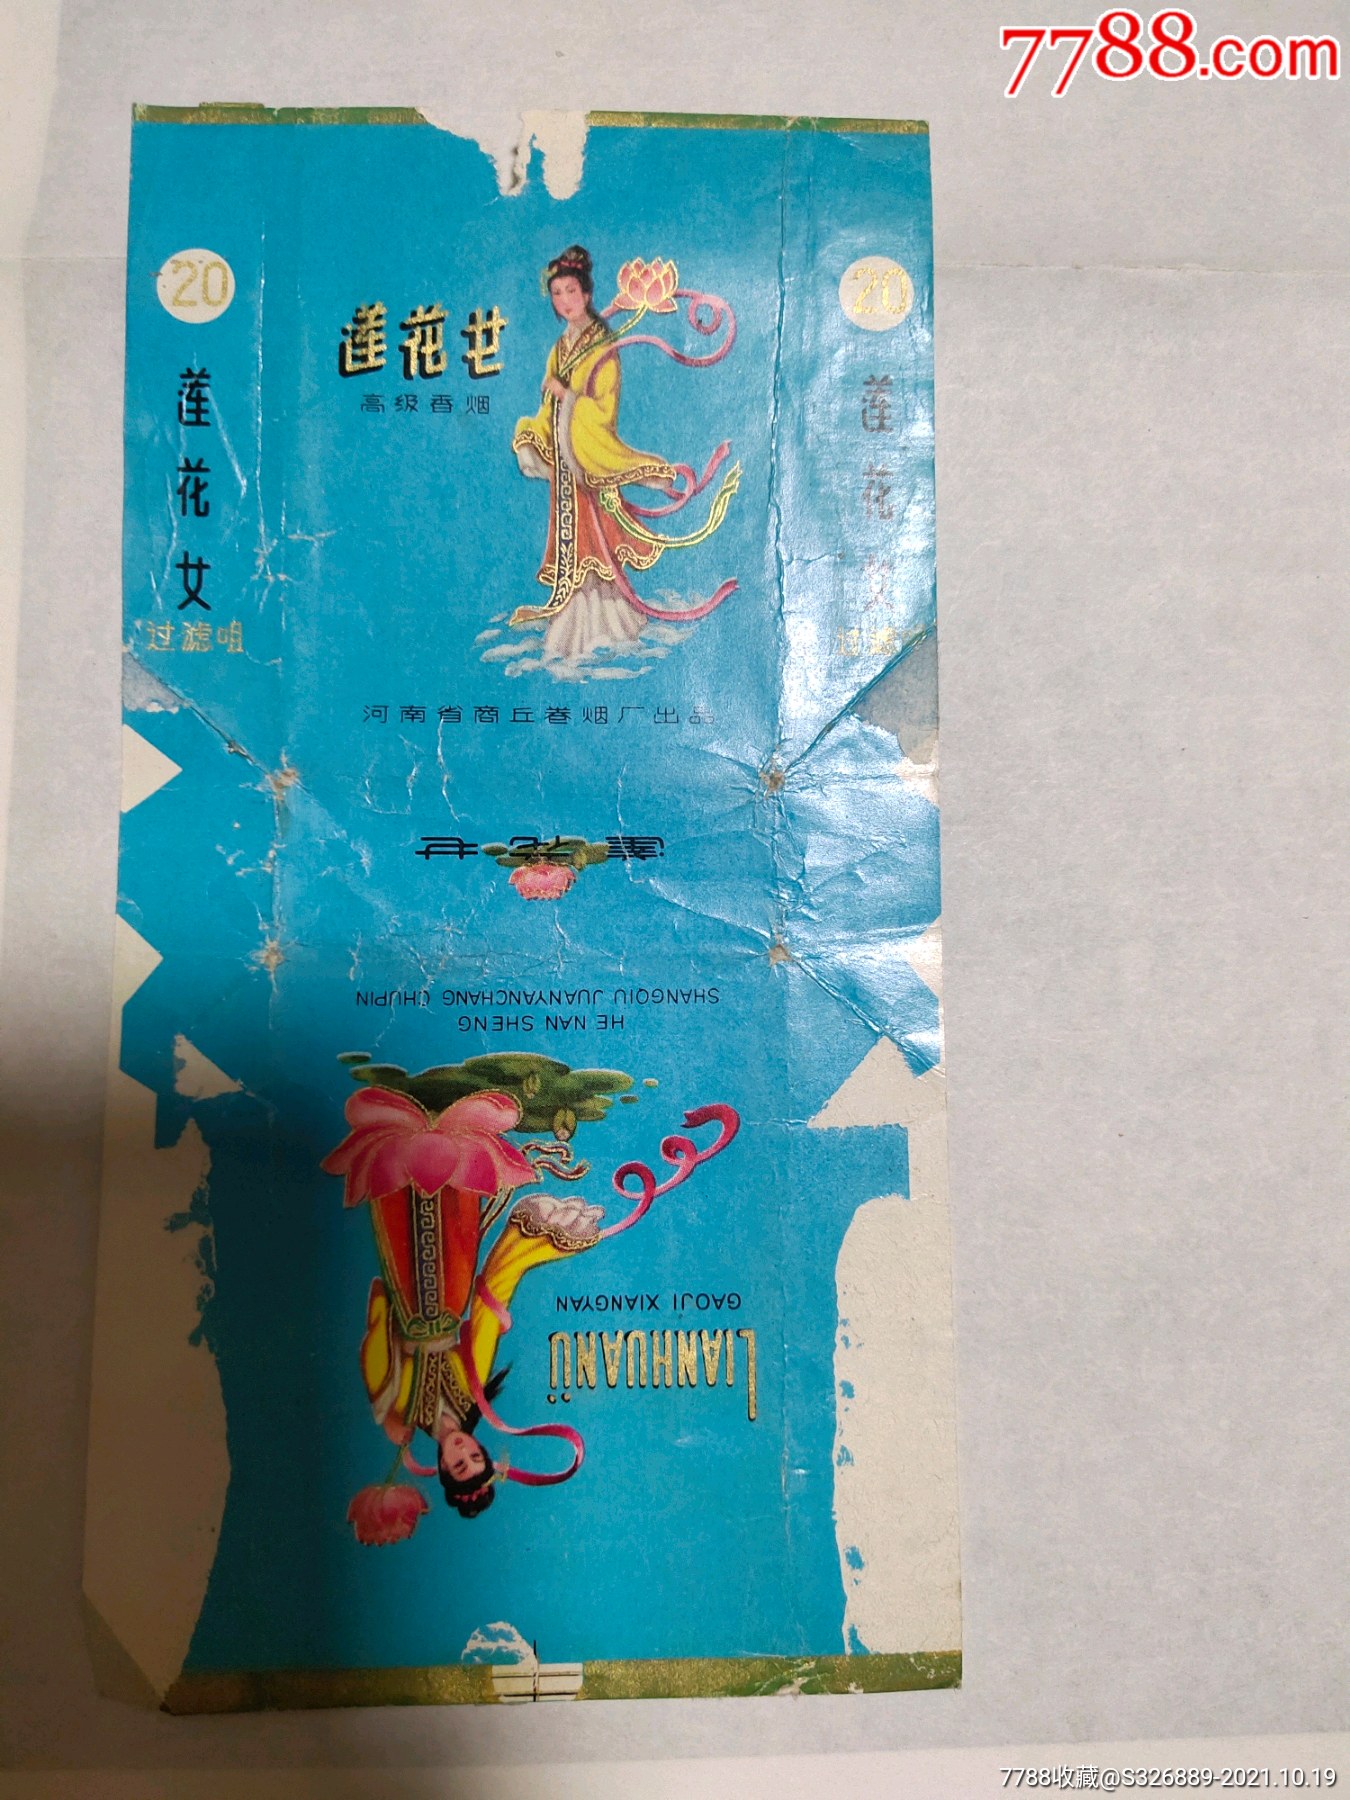 7788.com
20
莲花女
过滤咀
莲花女
高级香烟
20
莲花女
过滤咀
河南省商丘卷烟厂出品
莲花女
SHANGQIU JUANYANCHANG CHUPIN
HE NAN SHENG
GAOJI XIANGYAN
LIANHUANÜ
7788收藏@S326889-2021.10.19